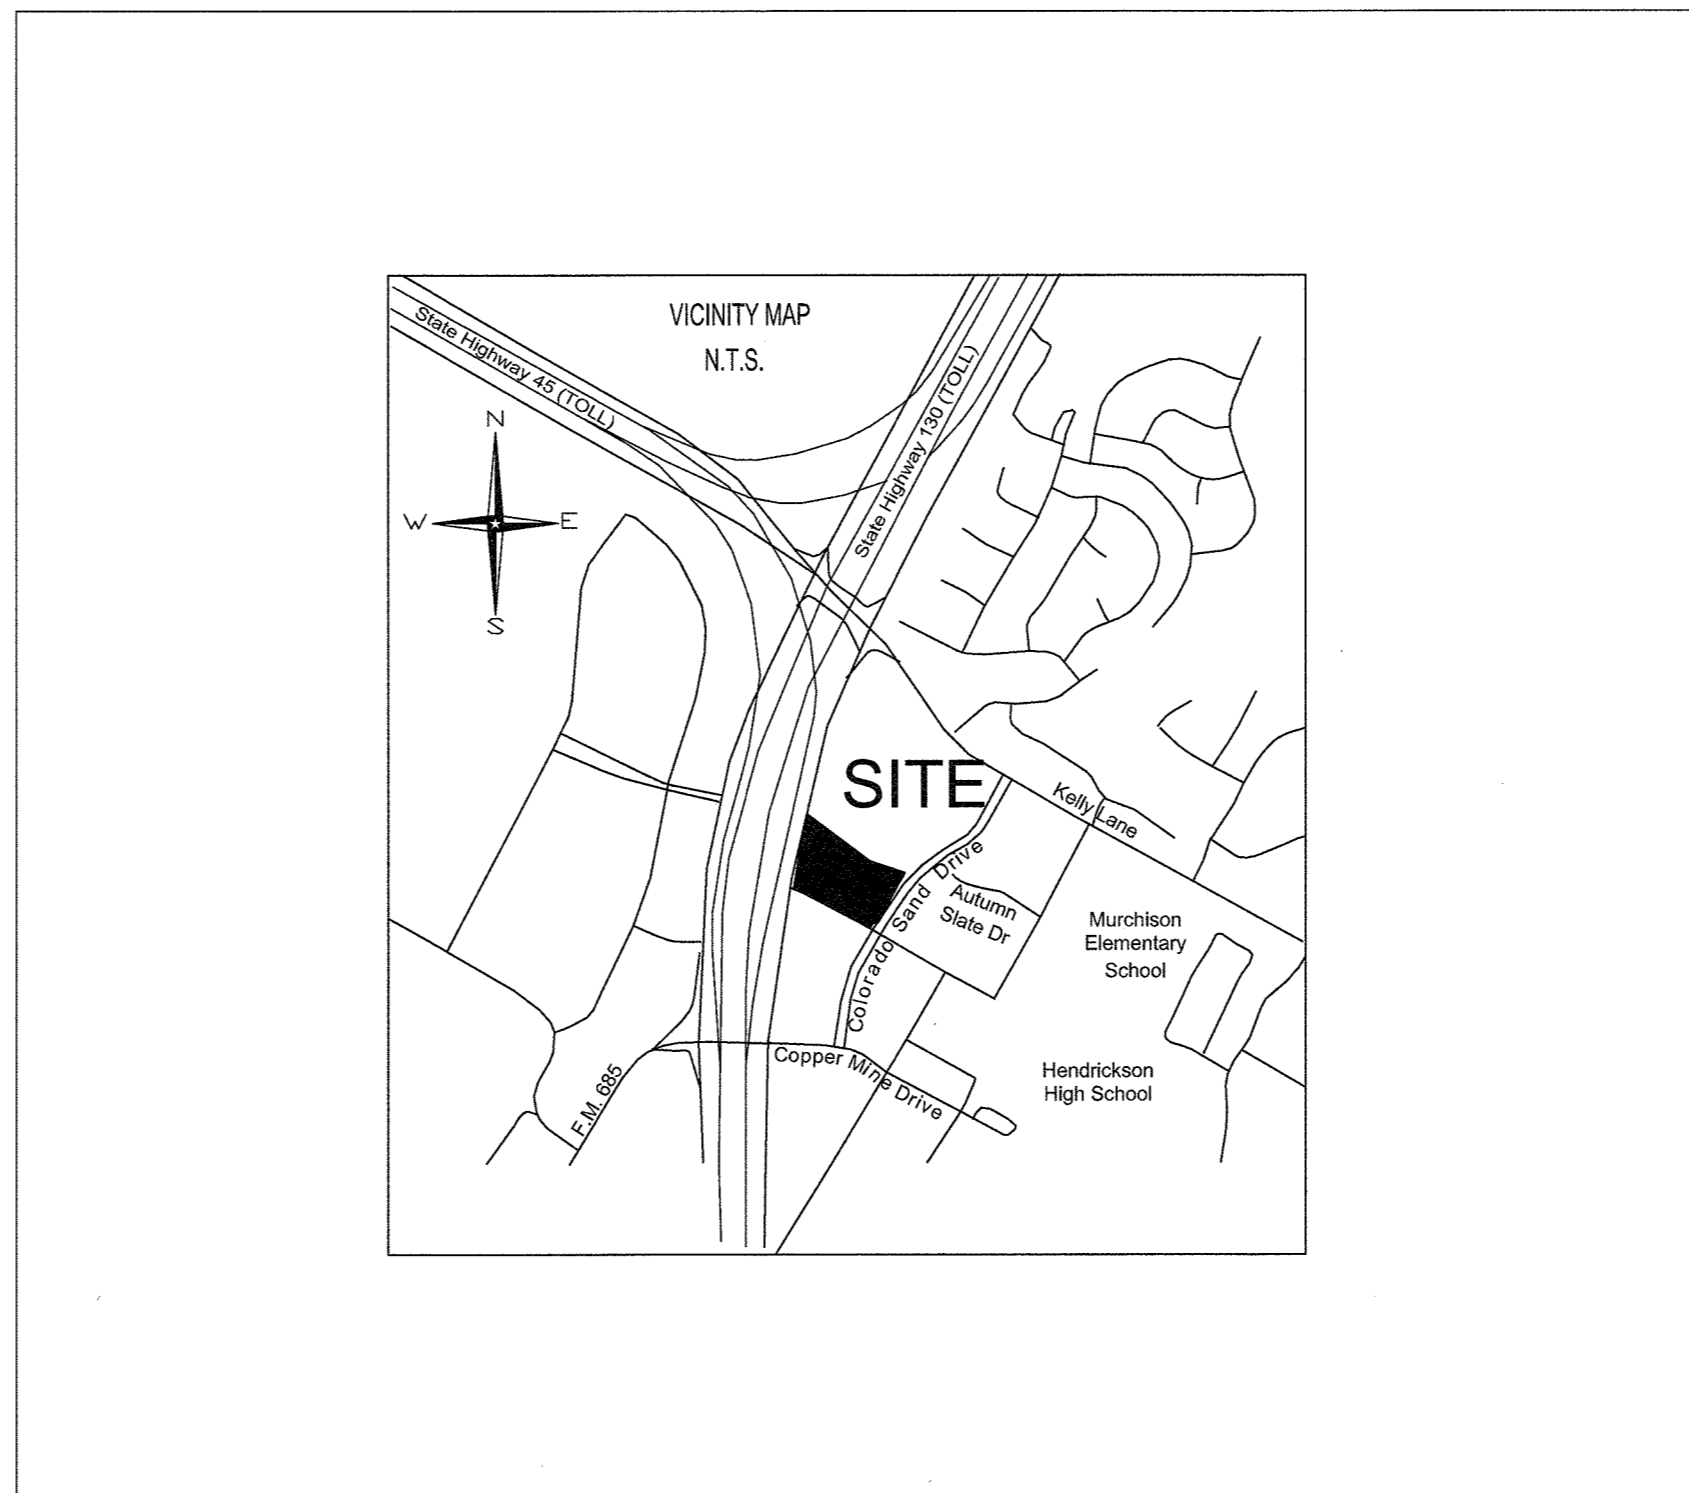 VICINITY MAP
N.T.S.
State Highway 45 (TOLL)
State Highway 130 (TOLL)
N
W
E
S
SITE
Kelly Lane
Colorado Sand Drive
Autumn
Slate Dr
Murchison
Elementary
School
Copper Mine Drive
F.M. 685
Hendrickson
High School